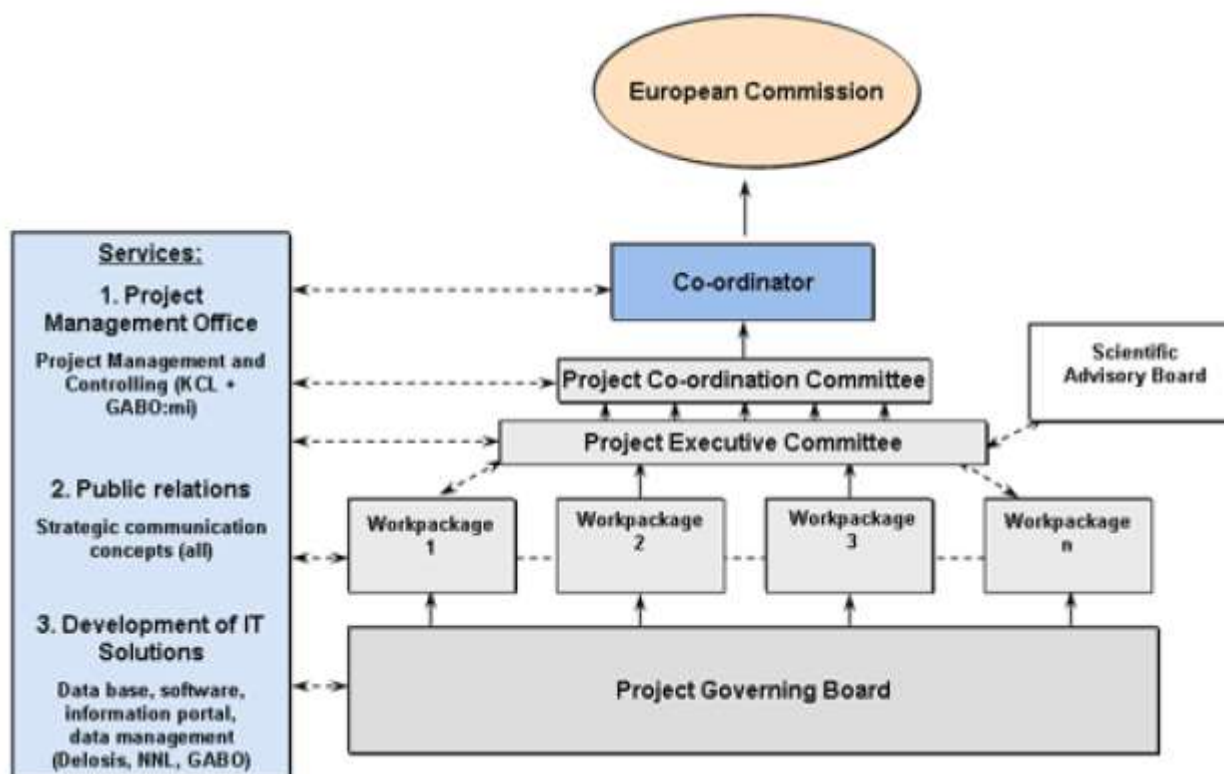 European Commission
Services:
1. Project
Management Office
Project Management and
Controlling (KCL +
GABO:mi)
2. Public relations
Strategic communication
concepts (all)
3. Development of IT
Solutions
Data base, software,
information portal,
data management
(Delosis, NNL, GABO)
Co-ordinator
Project Co-ordination Committee
Scientific
Advisory Board
Project Executive Committee
Workpackage
1
Workpackage
2
Workpackage
3
Workpackage
n
Project Governing Board